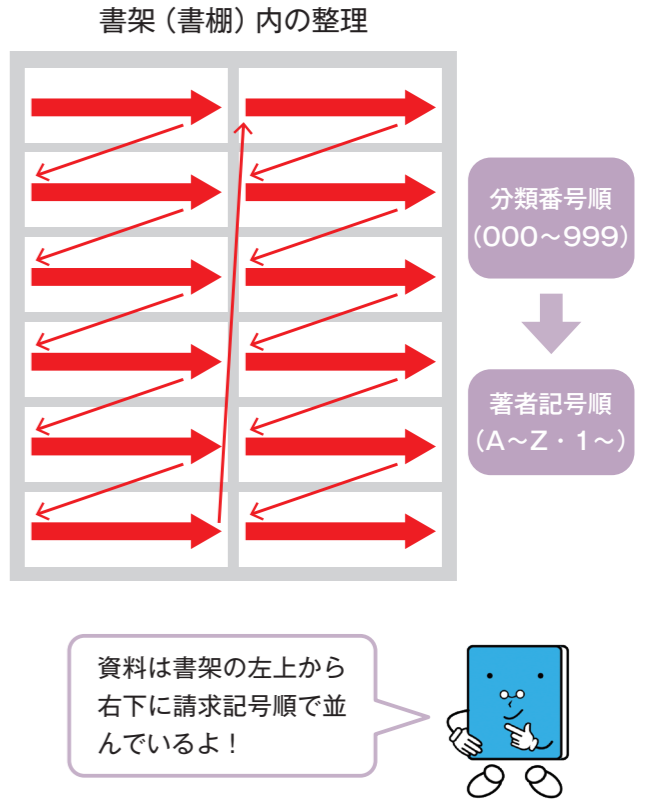 書架（書棚）内の整理
分類番号順
（000～999）
著者記号順
（A～Z・1～）
資料は書架の左上から
右下に請求記号順で並
んでいるよ！